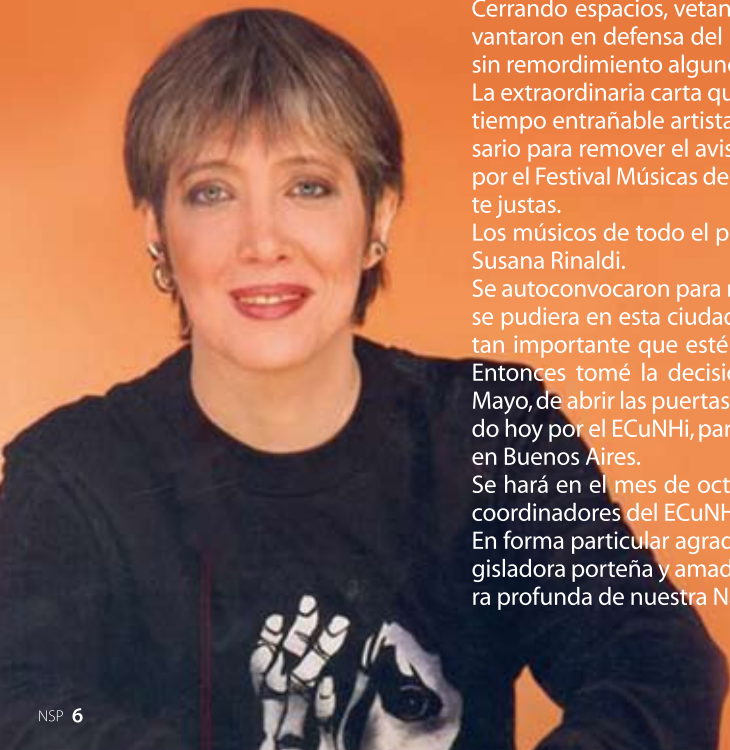 Cerrando espacios, vetan
vantaron en defensa del
sin remordimiento alguno
La extraordinaria carta qu
tiempo entrañable artista
sario para remover el avis
por el Festival Músicas de
te justas.
Los músicos de todo el p
Susana Rinaldi.
Se autoconvocaron para r
se pudiera en esta ciudad
tan importante que esté
Entonces tomé la decisió
Mayo, de abrir las puertas
do hoy por el ECuNHi, par
en Buenos Aires.
Se hará en el mes de oct
coordinadores del ECuNH
En forma particular agrad
gisladora porteña y amad
ra profunda de nuestra N
NSP 6